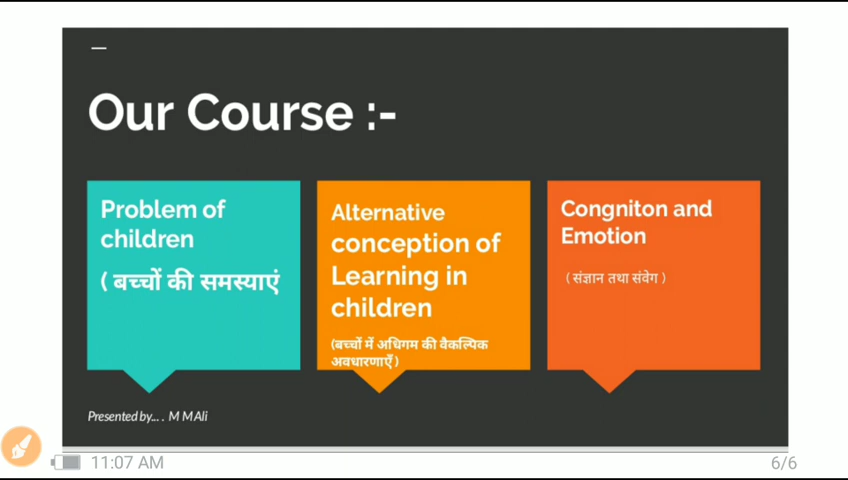 Our Course :-
Problem of
children
( बच्चों की समस्याएं
Alternative
conception of
Learning in
children
(बच्चों में अधिगम की वैकल्पिक
अवधारणाएँ)
Congniton and
Emotion
( संज्ञान तथा संवेग )
Presented by... . M M Ali
11:07 AM
6/6